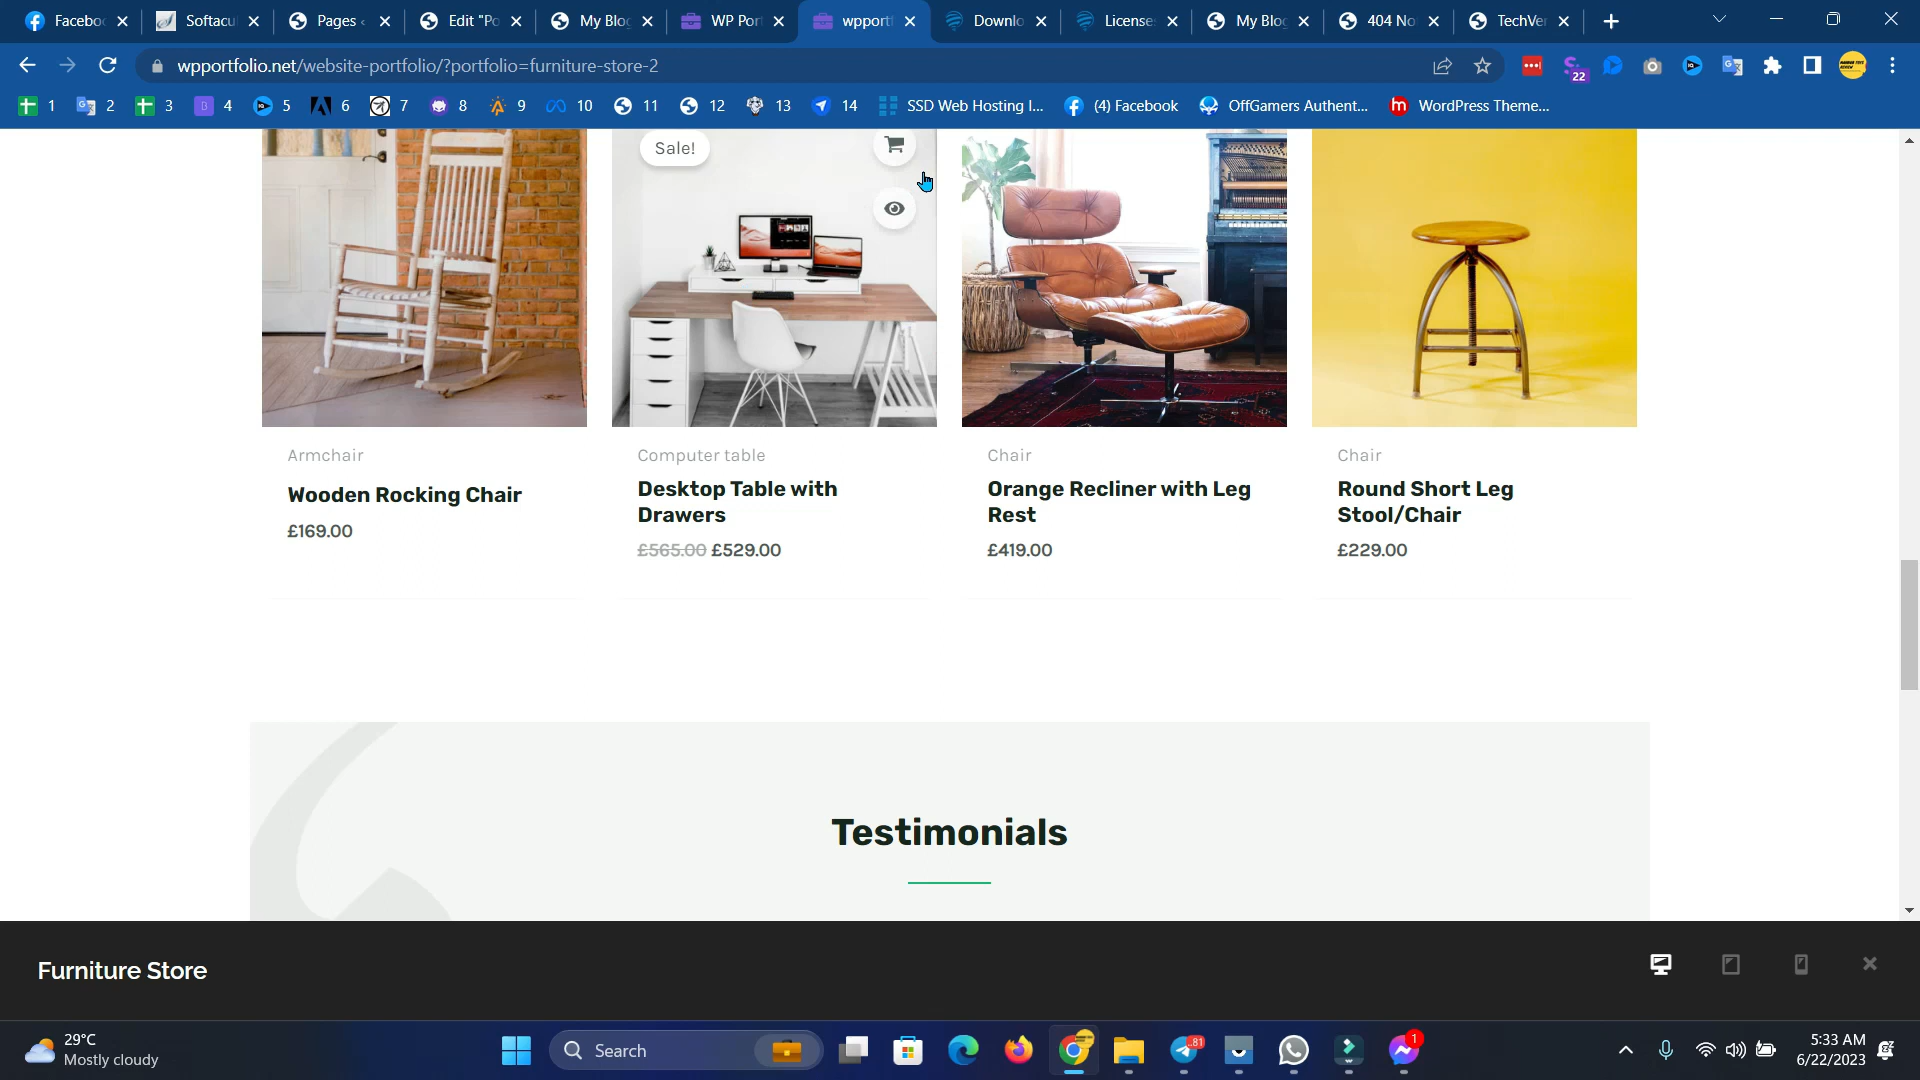 Faceboo
Softacu
Pages ‹
Edit "Po
My Blog
WP Port
wpportf
Downlo
License
My Blog
404 No
TechVer
wpportfolio.net/website-portfolio/?portfolio=furniture-store-2
22
1
2
3
4
5
6
7
8
9
10
11
12
13
14
SSD Web Hosting I...
(4) Facebook
OffGamers Authent...
WordPress Theme...
Sale!
Armchair
Wooden Rocking Chair
£169.00
Computer table
Desktop Table with
Drawers
£565.00 £529.00
Chair
Orange Recliner with Leg
Rest
£419.00
Chair
Round Short Leg
Stool/Chair
£229.00
Testimonials
Furniture Store
29°C
Mostly cloudy
Search
81
1
5:33 AM
6/22/2023